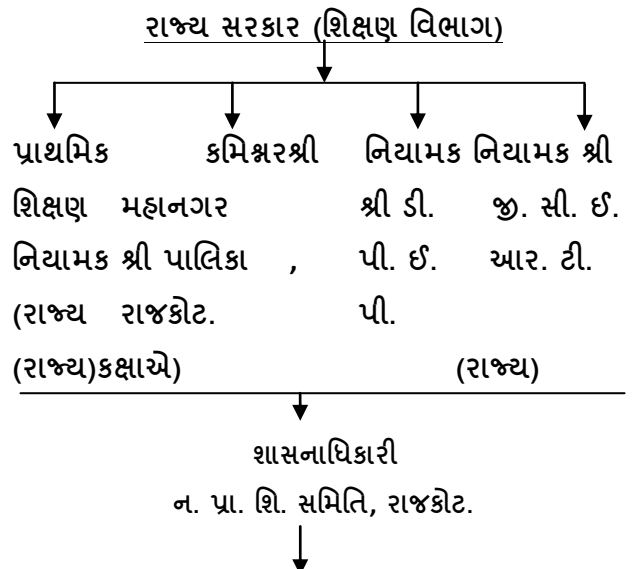 રાજ્ય સરકાર (શિક્ષણ વિભાગ)
પ્રાથમિક કમિશ્નરશ્રી નિયામક નિયામક શ્રી
શિક્ષણ મહાનગર શ્રી ડી. જી. સી. ઈ.
નિયામક શ્રી પાલિકા , પી. ઈ. આર. ટી.
(રાજ્ય રાજકોટ. પી.
(રાજ્ય)કક્ષાએ) (રાજ્ય)
શાસનાધિકારી
ન. પ્રા. શિ. સમિતિ, રાજકોટ.